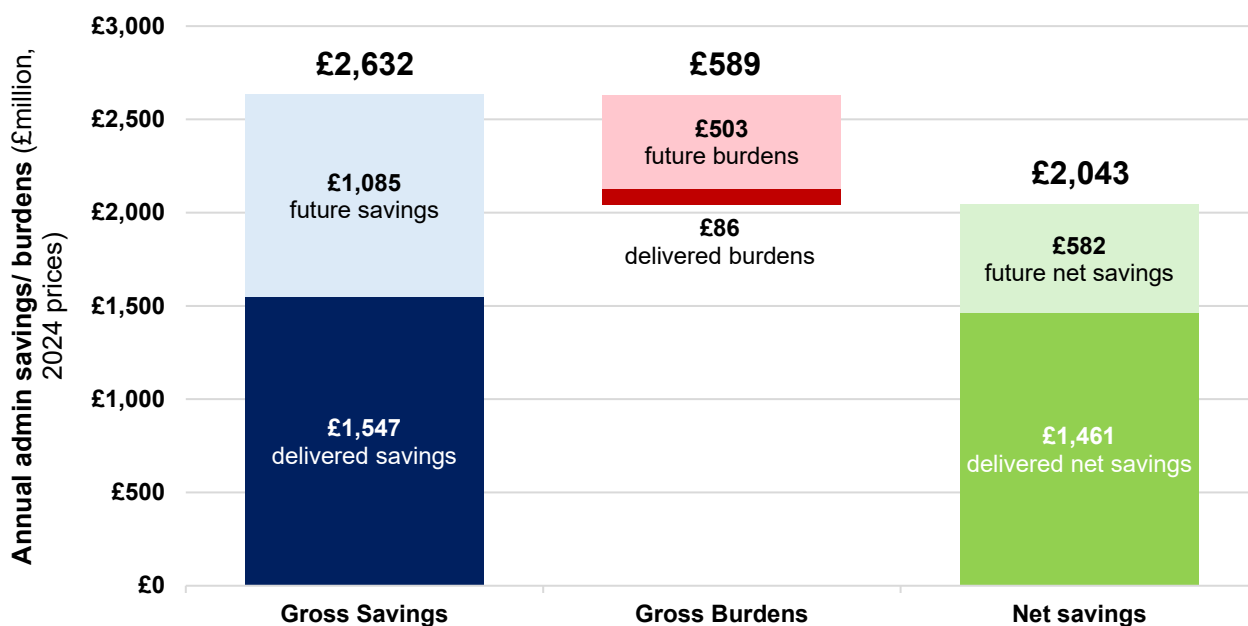 Annual admin savings/ burdens (£million,
2024 prices)
£3,000
£2,500
£2,000
£1,500
£1,000
£500
£0
£2,632
£1,085
future savings
£1,547
delivered savings
£589
£503
future burdens
£86
delivered burdens
£2,043
£582
future net savings
£1,461
delivered net savings
Gross Savings
Gross Burdens
Net savings